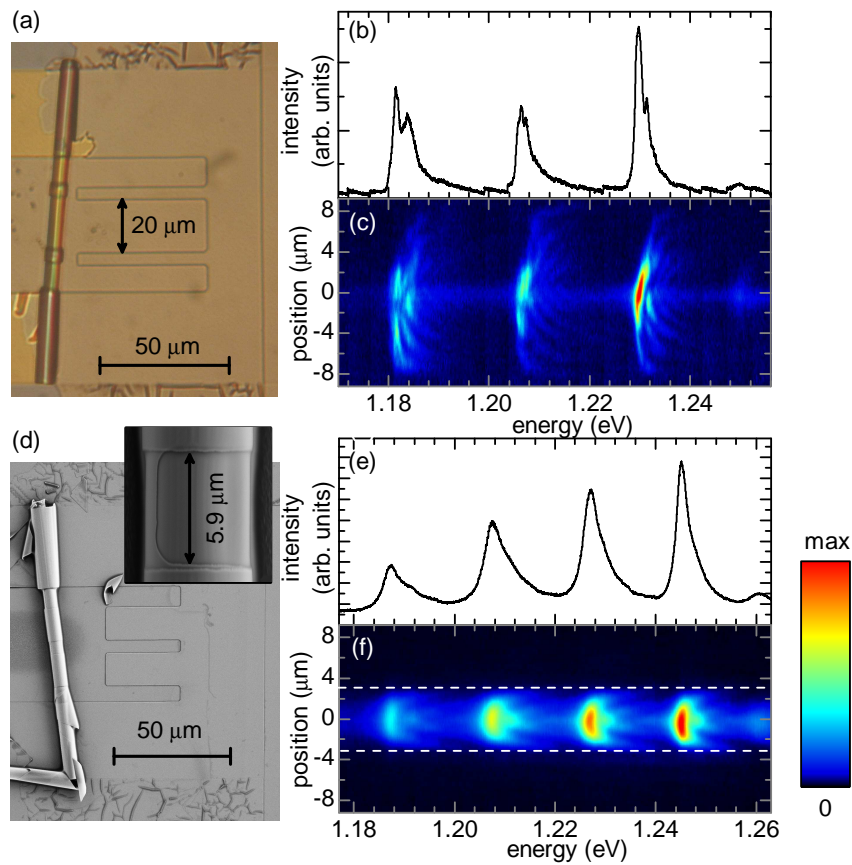 (a)
20 μm
50 μm
(b)
intensity
(arb. units)
(c)
position (μm)
8
4
0
-4
-8
1.18
1.20
1.22
1.24
energy (eV)
(d)
5.9 μm
50 μm
(e)
intensity
(arb. units)
(f)
position (μm)
8
4
0
-4
-8
1.18
1.20
1.22
1.24
1.26
energy (eV)
max
0